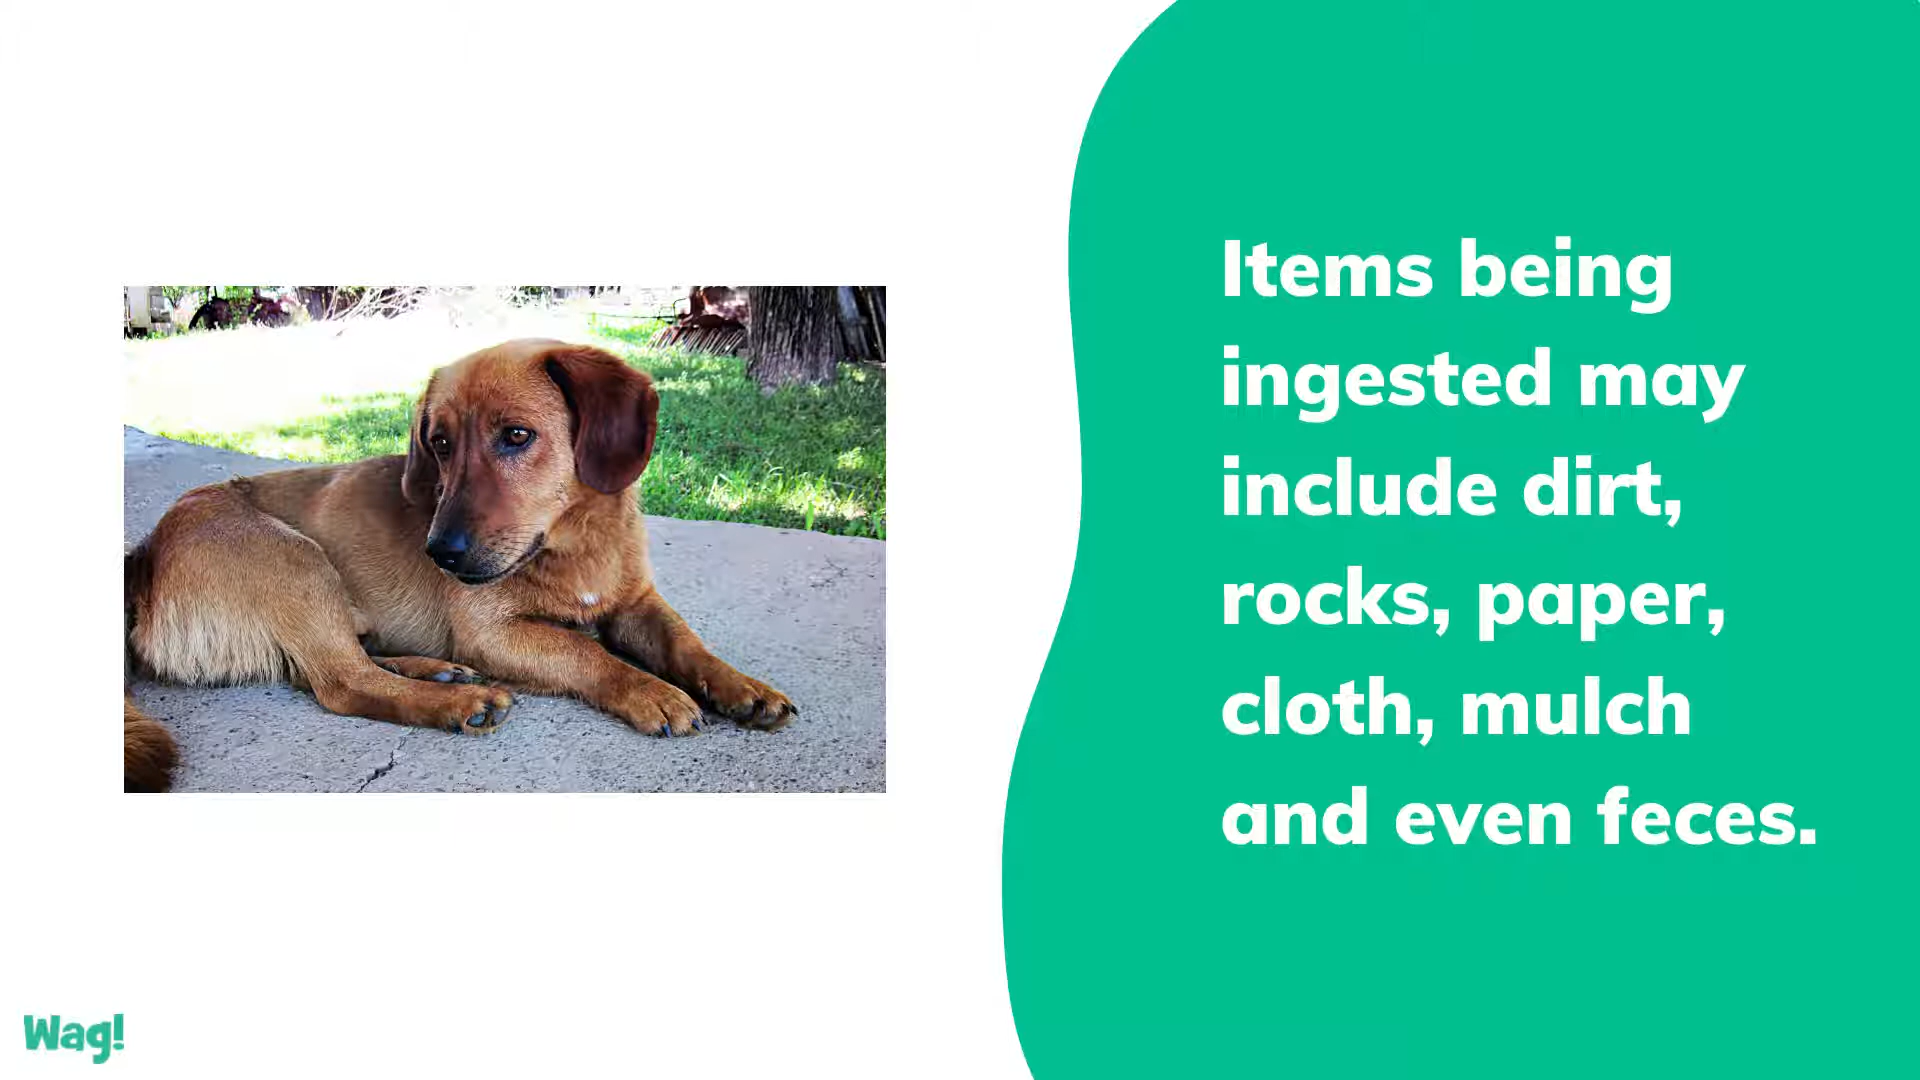 Items being
ingested may
include dirt,
rocks, paper,
cloth, mulch
and even feces.
Wag!